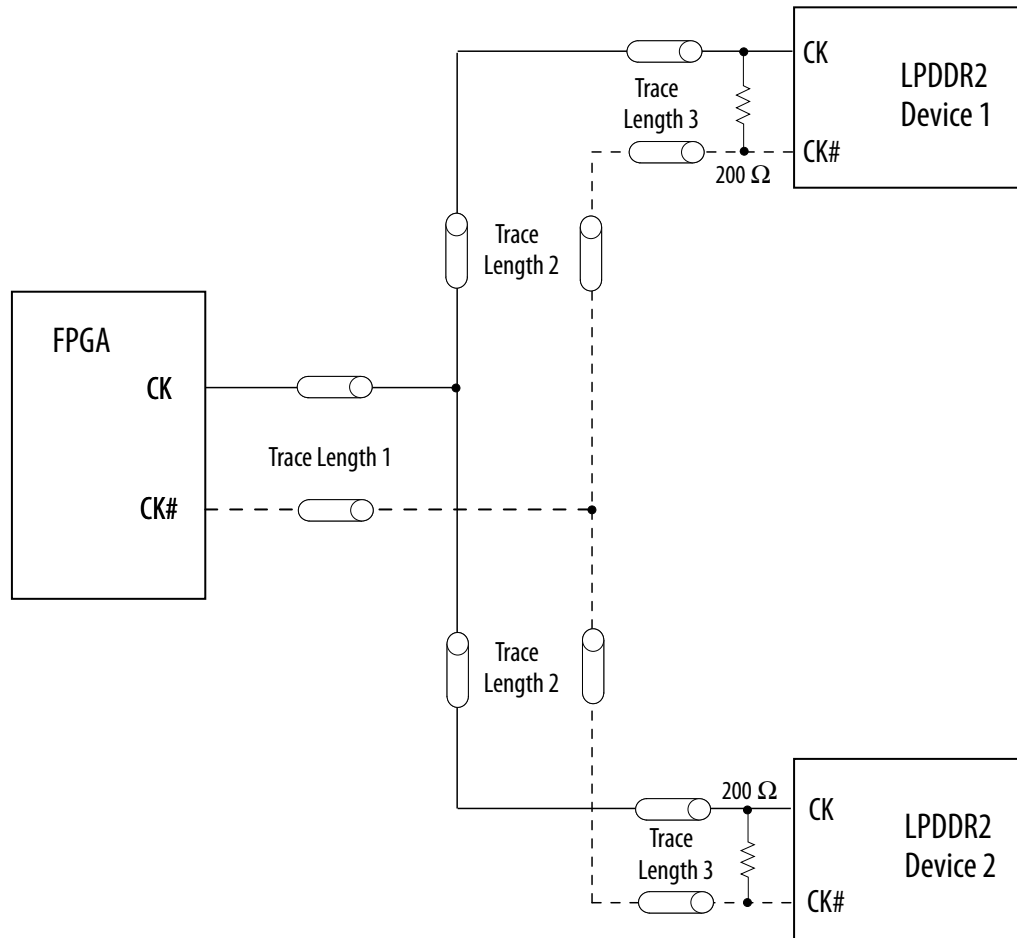 CK
LPDDR2
Device 1
Trace
Length 3
CK#
200 Ω
Trace
Length 2
FPGA
CK
Trace Length 1
CK#
Trace
Length 2
200 Ω
CK
LPDDR2
Device 2
Trace
Length 3
CK#